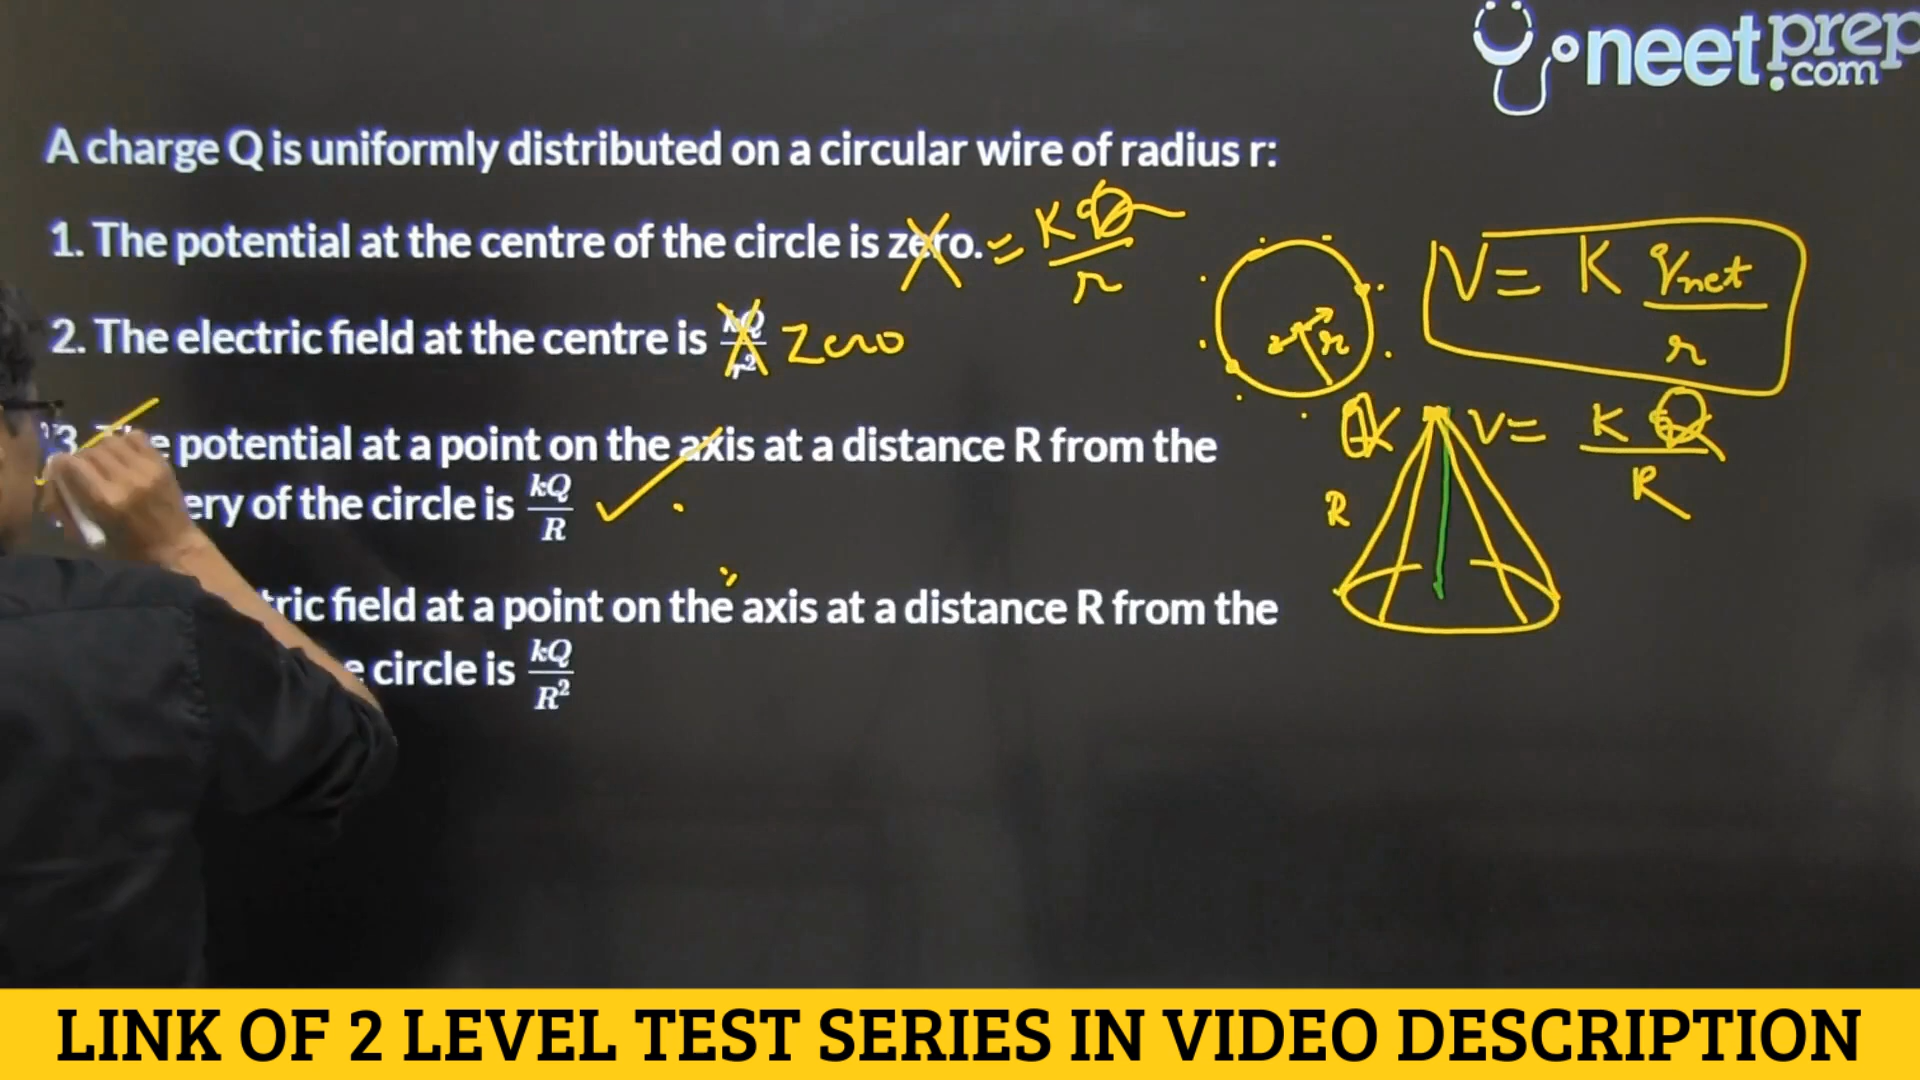 neetprep
.com
A charge Q is uniformly distributed on a circular wire of radius r:
1. The potential at the centre of the circle is zero. = KQ/r
V = K qnet/r
r
2. The electric field at the centre is kQ/r² Zero
3. The potential at a point on the axis at a distance R from the
ery of the circle is kQ/R
V = KQ/R
R
tric field at a point on the axis at a distance R from the
e circle is kQ/R²
LINK OF 2 LEVEL TEST SERIES IN VIDEO DESCRIPTION